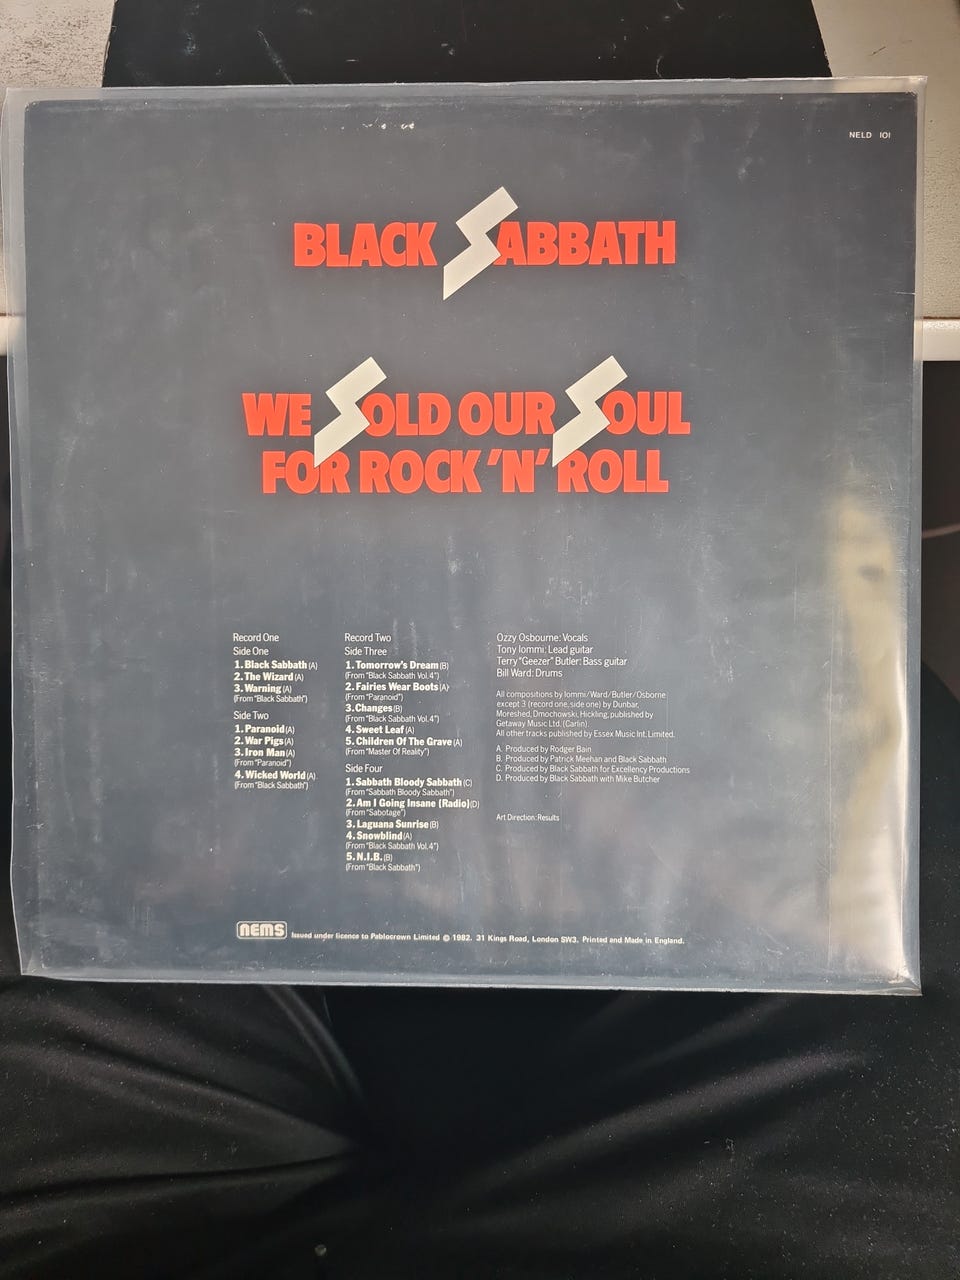 NELD 101
BLACK SABBATH
WE SOLD OUR SOUL
FOR ROCK 'N' ROLL
Record One
Side One
1. Black Sabbath (A)
2. The Wizard (A)
3. Warning (A)
(From "Black Sabbath")
Side Two
1. Paranoid (A)
2. War Pigs (A)
3. Iron Man (A)
(From "Paranoid")
4. Wicked World (A)
(From "Black Sabbath")
Record Two
Side Three
1. Tomorrow's Dream (B)
(From "Black Sabbath Vol.4")
2. Fairies Wear Boots (A)
(From "Paranoid")
3. Changes (B)
(From "Black Sabbath Vol.4")
4. Sweet Leaf (A)
5. Children Of The Grave (A)
(From "Master Of Reality")
Side Four
1. Sabbath Bloody Sabbath (C)
(From "Sabbath Bloody Sabbath")
2. Am I Going Insane (Radio) (D)
(From "Sabotage")
3. Laguana Sunrise (B)
4. Snowblind (A)
(From "Black Sabbath Vol.4")
5. N.I.B. (B)
(From "Black Sabbath")
Ozzy Osbourne: Vocals
Tony Iommi: Lead guitar
Terry "Geezer" Butler: Bass guitar
Bill Ward: Drums
All compositions by Iommi/Ward/Butler/Osborne
except 3 (record one, side one) by Dunbar,
Moreshed, Dmochowski, Hickling, published by
Getaway Music Ltd. (Carlin).
All other tracks published by Essex Music Int. Limited.
A. Produced by Rodger Bain
B. Produced by Patrick Meehan and Black Sabbath
C. Produced by Black Sabbath for Excellency Productions
D. Produced by Black Sabbath with Mike Butcher
Art Direction: Results
nems Issued under licence to Pablocrown Limited © 1982. 31 Kings Road, London SW3. Printed and Made in England.